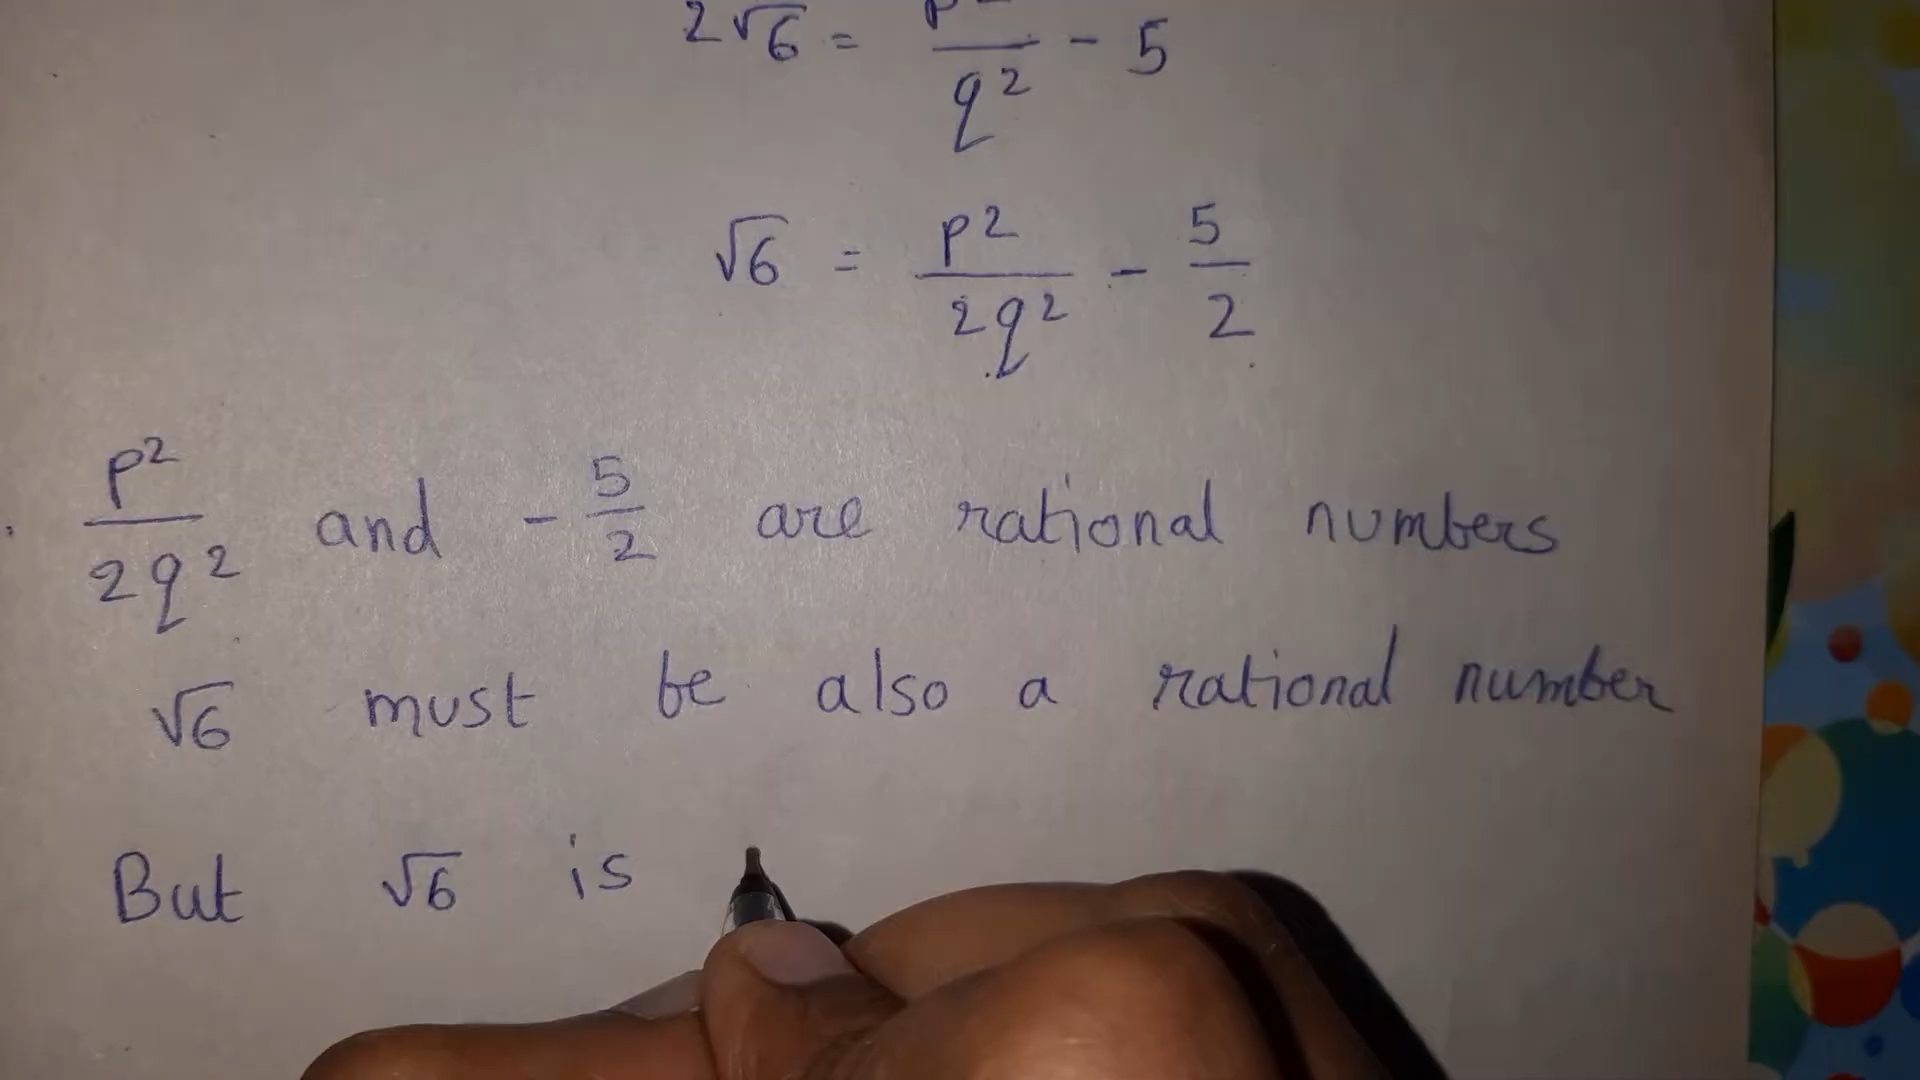 2√6 = p²/q² - 5
√6 = p²/2q² - 5/2
p²/2q² and - 5/2 are rational numbers
√6 must be also a rational number
But √6 is